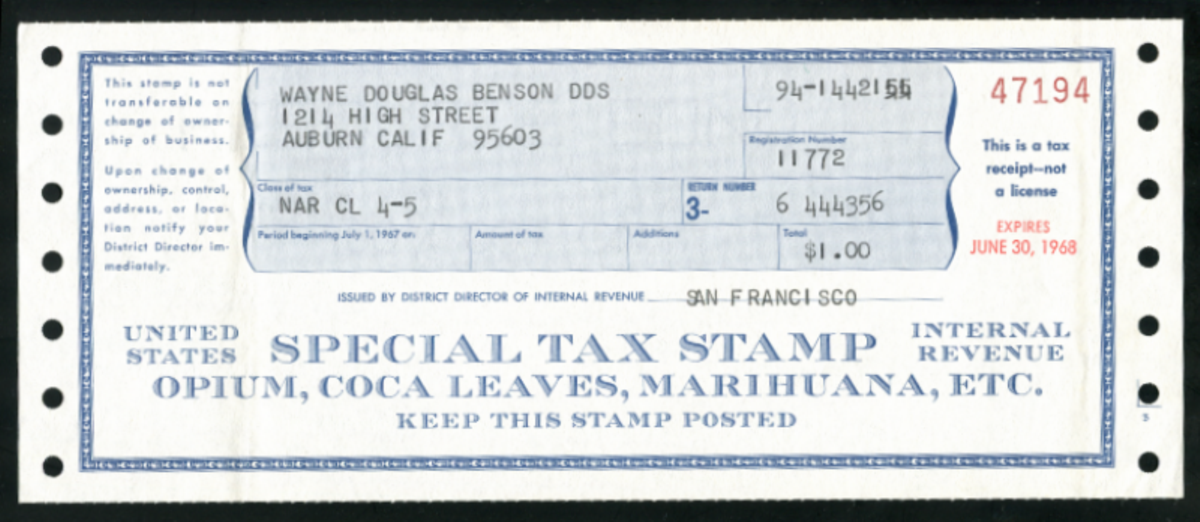 This stamp is not
transferable on
change of owner-
ship of business.
Upon change of
ownership, control,
address, or loca-
tion notify your
District Director im-
mediately.
WAYNE DOUGLAS BENSON DDS
1214 HIGH STREET
AUBURN CALIF 95603
94-1442155
Registration Number
11772
Class of tax
NAR CL 4-5
RETURN NUMBER
3- 6 444356
Period beginning July 1, 1967 or:
Amount of tax
Additions
Total
$1.00
47194
This is a tax
receipt—not
a license
EXPIRES
JUNE 30, 1968
ISSUED BY DISTRICT DIRECTOR OF INTERNAL REVENUE SAN FRANCISCO
UNITED STATES SPECIAL TAX STAMP INTERNAL REVENUE
OPIUM, COCA LEAVES, MARIHUANA, ETC.
KEEP THIS STAMP POSTED
5